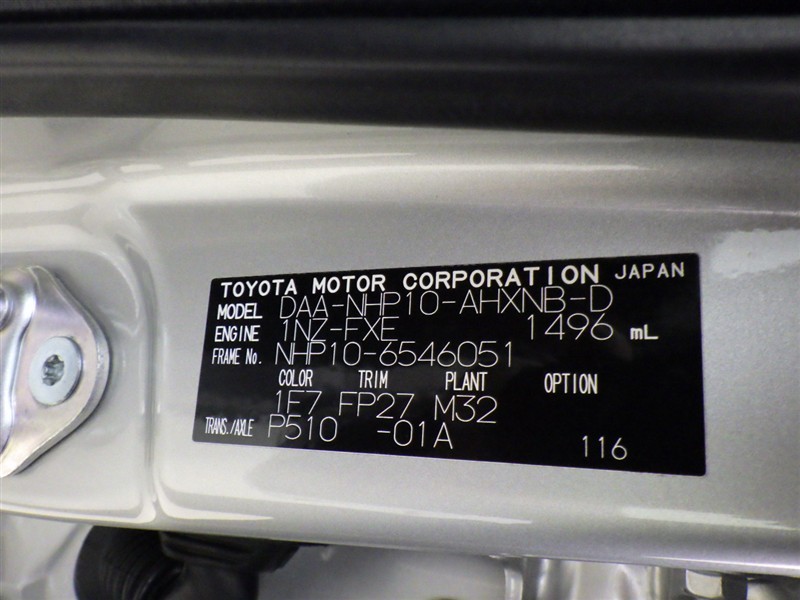 TOYOTA MOTOR CORPORATION JAPAN
MODEL DAA-NHP10-AHXNB-D
ENGINE 1NZ-FXE 1496 mL
FRAME No. NHP10-6546051
COLOR TRIM PLANT OPTION
1F7 FP27 M32
TRANS./AXLE P510 -01A 116